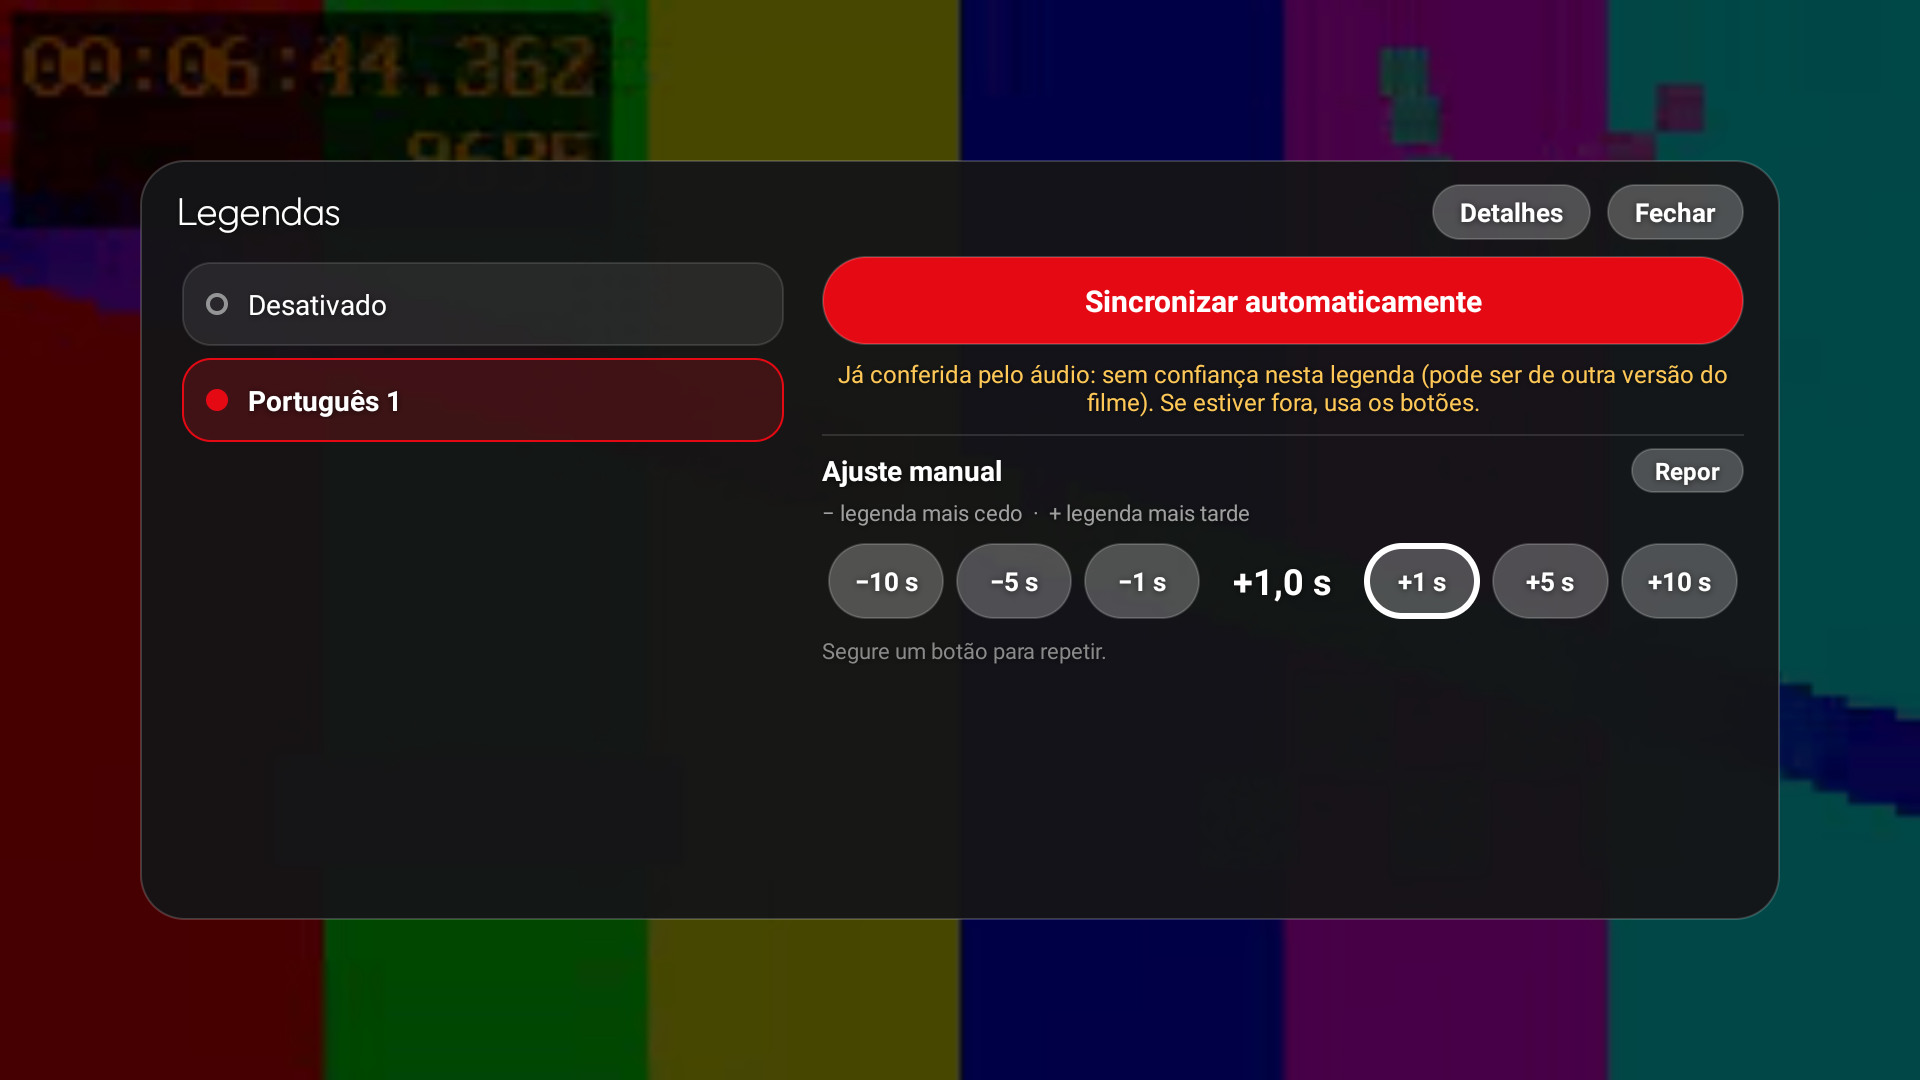 00:06:44.362
Legendas
Detalhes
Fechar
Desativado
Português 1
Sincronizar automaticamente
Já conferida pelo áudio: sem confiança nesta legenda (pode ser de outra versão do
filme). Se estiver fora, usa os botões.
Ajuste manual
Repor
− legenda mais cedo · + legenda mais tarde
−10 s
−5 s
−1 s
+1,0 s
+1 s
+5 s
+10 s
Segure um botão para repetir.